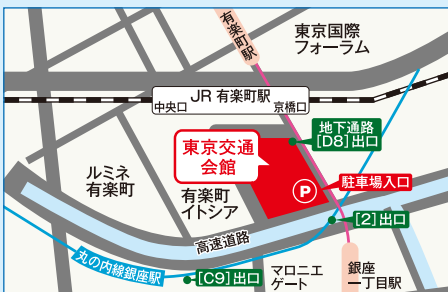 有楽町駅
東京国際
フォーラム
JR 有楽町駅
中央口
京橋口
地下通路
[D8]出口
東京交通
会館
ルミネ
有楽町
有楽町
イトシア
P
駐車場入口
[2]出口
高速道路
丸の内線銀座駅
[C9]出口
マロニエ
ゲート
銀座
一丁目駅